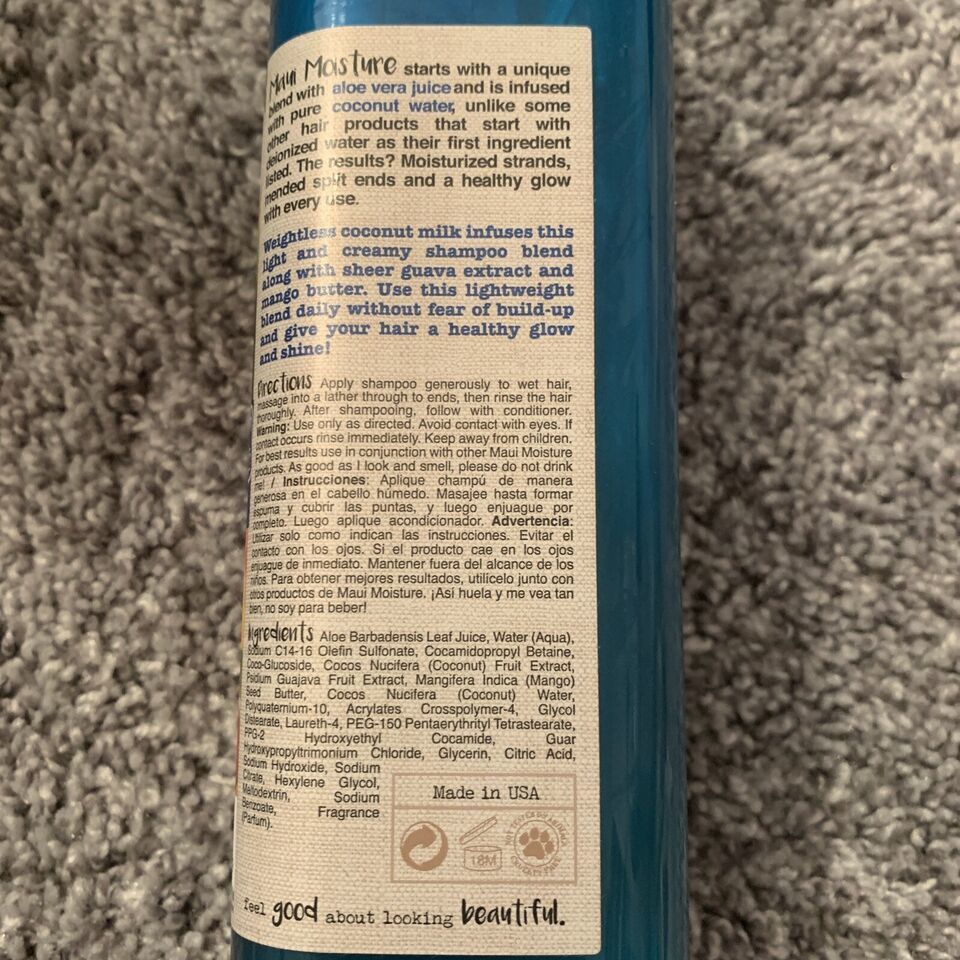 Maui Moisture starts with a unique
blend with aloe vera juice and is infused
with pure coconut water, unlike some
other hair products that start with
deionized water as their first ingredient
listed. The results? Moisturized strands,
mended split ends and a healthy glow
with every use.
Weightless coconut milk infuses this
light and creamy shampoo blend
along with sheer guava extract and
mango butter. Use this lightweight
blend daily without fear of build-up
and give your hair a healthy glow
and shine!
Directions Apply shampoo generously to wet hair,
massage into a lather through to ends, then rinse the hair
thoroughly. After shampooing, follow with conditioner.
Warning: Use only as directed. Avoid contact with eyes. If
contact occurs rinse immediately. Keep away from children.
For best results use in conjunction with other Maui Moisture
products. As good as I look and smell, please do not drink
me! / Instrucciones: Aplique champú de manera
generosa en el cabello húmedo. Masajee hasta formar
espuma y cubrir las puntas, y luego enjuague por
completo. Luego aplique acondicionador. Advertencia:
Utilizar solo como indican las instrucciones. Evitar el
contacto con los ojos. Si el producto cae en los ojos
enjuague de inmediato. Mantener fuera del alcance de los
niños. Para obtener mejores resultados, utilícelo junto con
otros productos de Maui Moisture. ¡Así huela y me vea tan
bien, no soy para beber!
Ingredients Aloe Barbadensis Leaf Juice, Water (Aqua),
Sodium C14-16 Olefin Sulfonate, Cocamidopropyl Betaine,
Coco-Glucoside, Cocos Nucifera (Coconut) Fruit Extract,
Psidium Guajava Fruit Extract, Mangifera Indica (Mango)
Seed Butter, Cocos Nucifera (Coconut) Water,
Polyquaternium-10, Acrylates Crosspolymer-4, Glycol
Distearate, Laureth-4, PEG-150 Pentaerythrityl Tetrastearate,
PPG-2 Hydroxyethyl Cocamide, Guar
Hydroxypropyltrimonium Chloride, Glycerin, Citric Acid,
Sodium Hydroxide, Sodium
Citrate, Hexylene Glycol,
Maltodextrin, Sodium
Benzoate, Fragrance
(Parfum).
Made in USA
18M
feel good about looking beautiful.